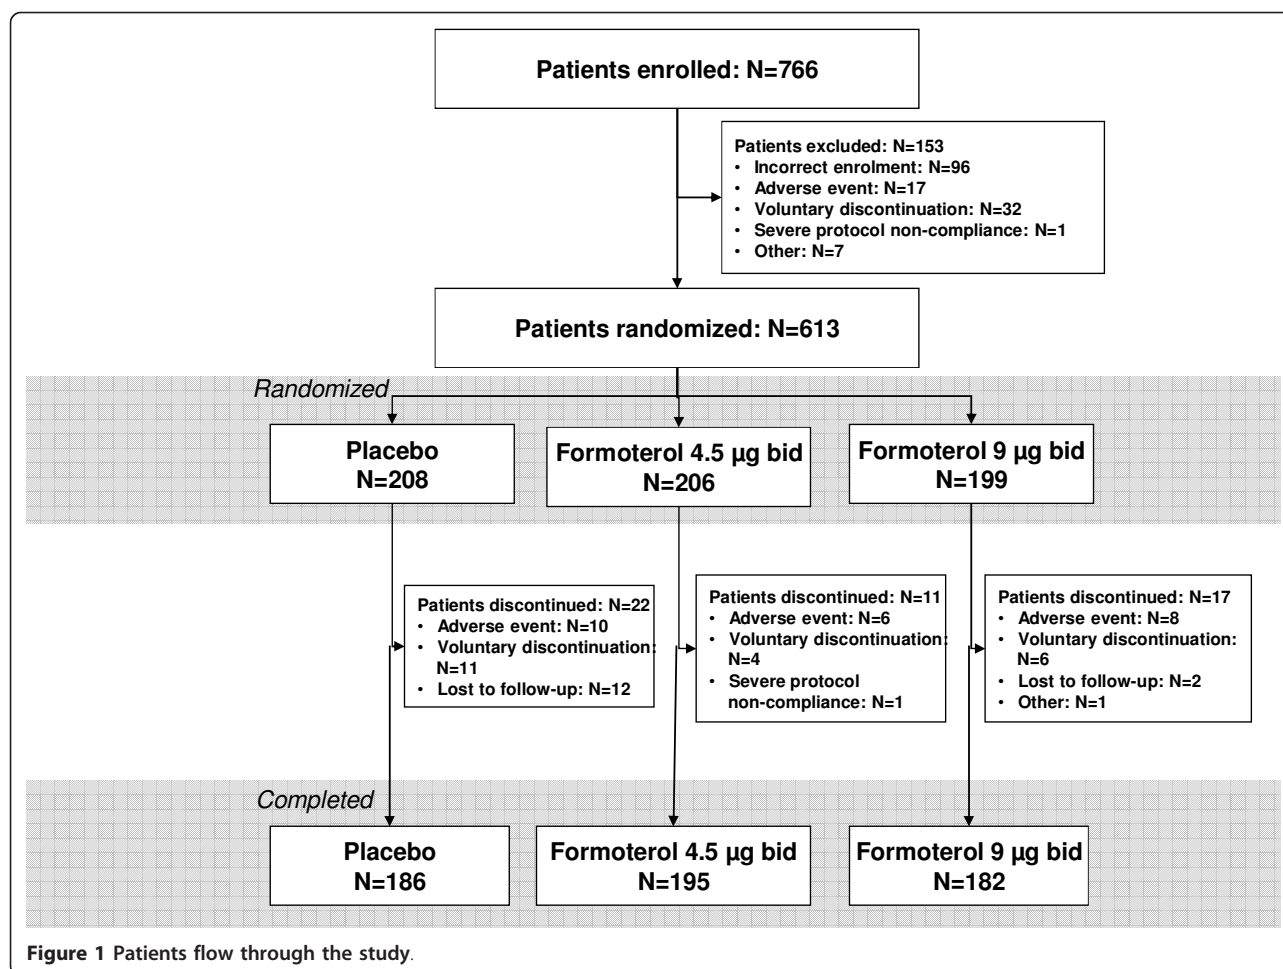 Patients enrolled: N=766
Patients excluded: N=153
• Incorrect enrolment: N=96
• Adverse event: N=17
• Voluntary discontinuation: N=32
• Severe protocol non-compliance: N=1
• Other: N=7
Patients randomized: N=613
Randomized
Placebo
N=208
Formoterol 4.5 µg bid
N=206
Formoterol 9 µg bid
N=199
Patients discontinued: N=22
• Adverse event: N=10
• Voluntary discontinuation:
N=11
• Lost to follow-up: N=12
Patients discontinued: N=11
• Adverse event: N=6
• Voluntary discontinuation:
N=4
• Severe protocol
non-compliance: N=1
Patients discontinued: N=17
• Adverse event: N=8
• Voluntary discontinuation:
N=6
• Lost to follow-up: N=2
• Other: N=1
Completed
Placebo
N=186
Formoterol 4.5 µg bid
N=195
Formoterol 9 µg bid
N=182
Figure 1 Patients flow through the study.